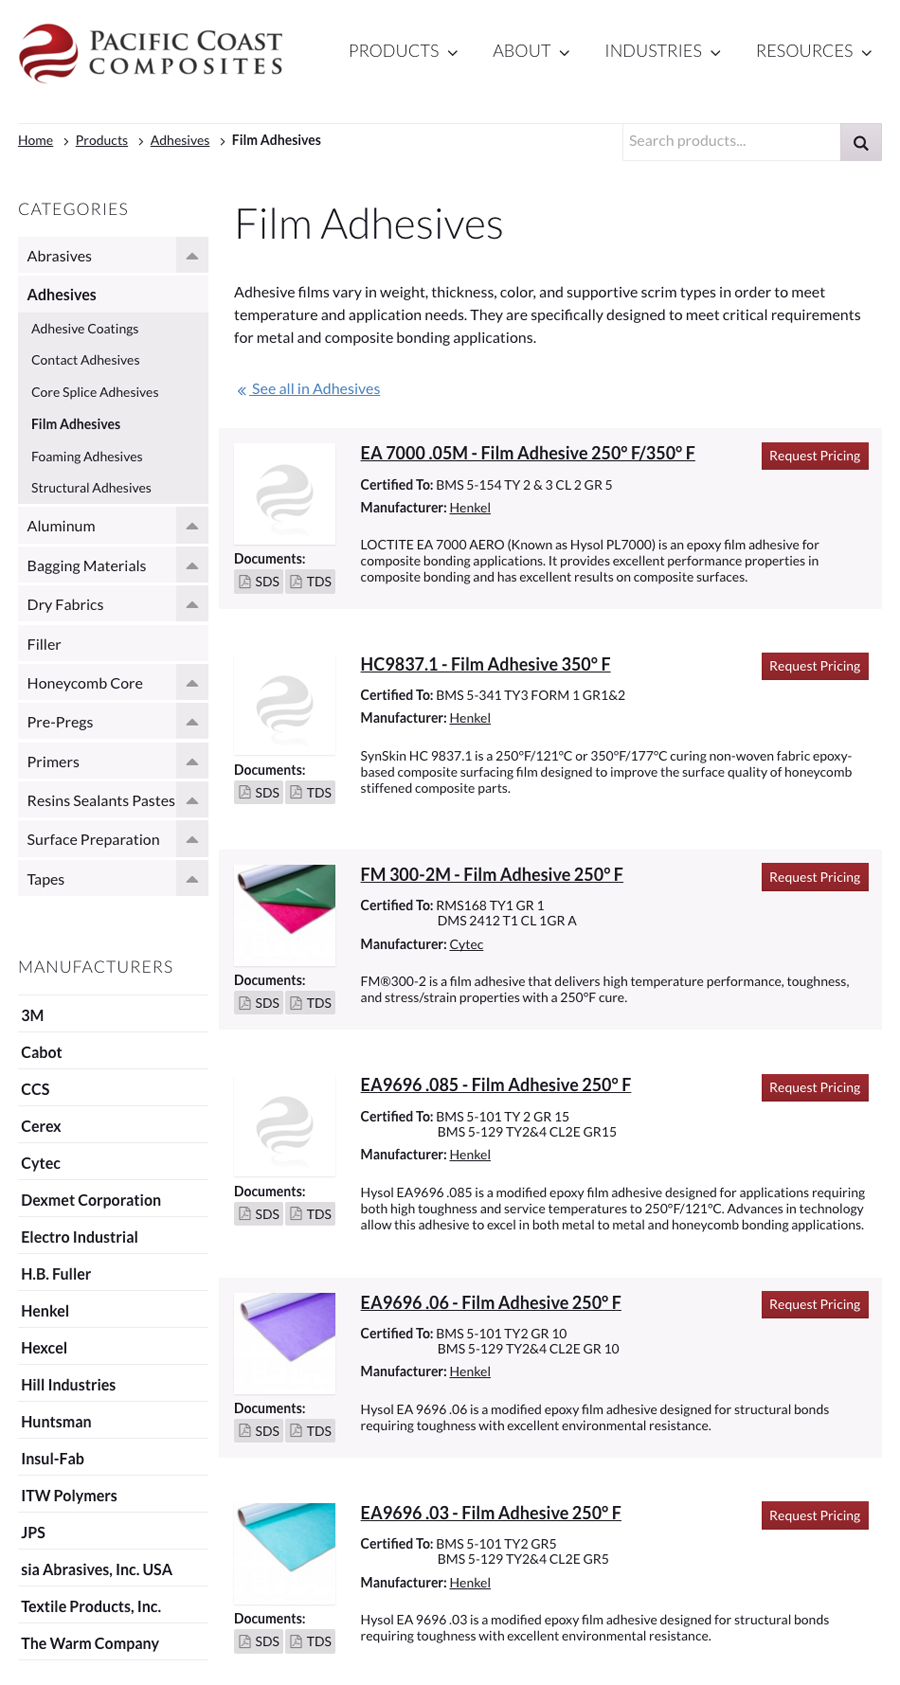 PACIFIC COAST
COMPOSITES
PRODUCTS
ABOUT
INDUSTRIES
RESOURCES
Home
Products
Adhesives
Film Adhesives
Search products...
CATEGORIES
Abrasives
Adhesives
Adhesive Coatings
Contact Adhesives
Core Splice Adhesives
Film Adhesives
Foaming Adhesives
Structural Adhesives
Aluminum
Bagging Materials
Dry Fabrics
Filler
Honeycomb Core
Pre-Pregs
Primers
Resins Sealants Pastes
Surface Preparation
Tapes
MANUFACTURERS
3M
Cabot
CCS
Cerex
Cytec
Dexmet Corporation
Electro Industrial
H.B. Fuller
Henkel
Hexcel
Hill Industries
Huntsman
Insul-Fab
ITW Polymers
JPS
sia Abrasives, Inc. USA
Textile Products, Inc.
The Warm Company
Film Adhesives
Adhesive films vary in weight, thickness, color, and supportive scrim types in order to meet
temperature and application needs. They are specifically designed to meet critical requirements
for metal and composite bonding applications.
« See all in Adhesives
EA 7000 .05M - Film Adhesive 250° F/350° F
Request Pricing
Certified To: BMS 5-154 TY 2 & 3 CL 2 GR 5
Manufacturer: Henkel
LOCTITE EA 7000 AERO (Known as Hysol PL7000) is an epoxy film adhesive for
composite bonding applications. It provides excellent performance properties in
composite bonding and has excellent results on composite surfaces.
Documents:
SDS TDS
HC9837.1 - Film Adhesive 350° F
Request Pricing
Certified To: BMS 5-341 TY3 FORM 1 GR1&2
Manufacturer: Henkel
SynSkin HC 9837.1 is a 250°F/121°C or 350°F/177°C curing non-woven fabric epoxy-
based composite surfacing film designed to improve the surface quality of honeycomb
stiffened composite parts.
Documents:
SDS TDS
FM 300-2M - Film Adhesive 250° F
Request Pricing
Certified To: RMS168 TY1 GR 1
DMS 2412 T1 CL 1GR A
Manufacturer: Cytec
FM®300-2 is a film adhesive that delivers high temperature performance, toughness,
and stress/strain properties with a 250°F cure.
Documents:
SDS TDS
EA9696 .085 - Film Adhesive 250° F
Request Pricing
Certified To: BMS 5-101 TY 2 GR 15
BMS 5-129 TY2&4 CL2E GR15
Manufacturer: Henkel
Hysol EA9696 .085 is a modified epoxy film adhesive designed for applications requiring
both high toughness and service temperatures to 250°F/121°C. Advances in technology
allow this adhesive to excel in both metal to metal and honeycomb bonding applications.
Documents:
SDS TDS
EA9696 .06 - Film Adhesive 250° F
Request Pricing
Certified To: BMS 5-101 TY2 GR 10
BMS 5-129 TY2&4 CL2E GR 10
Manufacturer: Henkel
Hysol EA 9696 .06 is a modified epoxy film adhesive designed for structural bonds
requiring toughness with excellent environmental resistance.
Documents:
SDS TDS
EA9696 .03 - Film Adhesive 250° F
Request Pricing
Certified To: BMS 5-101 TY2 GR5
BMS 5-129 TY2&4 CL2E GR5
Manufacturer: Henkel
Hysol EA 9696 .03 is a modified epoxy film adhesive designed for structural bonds
requiring toughness with excellent environmental resistance.
Documents:
SDS TDS